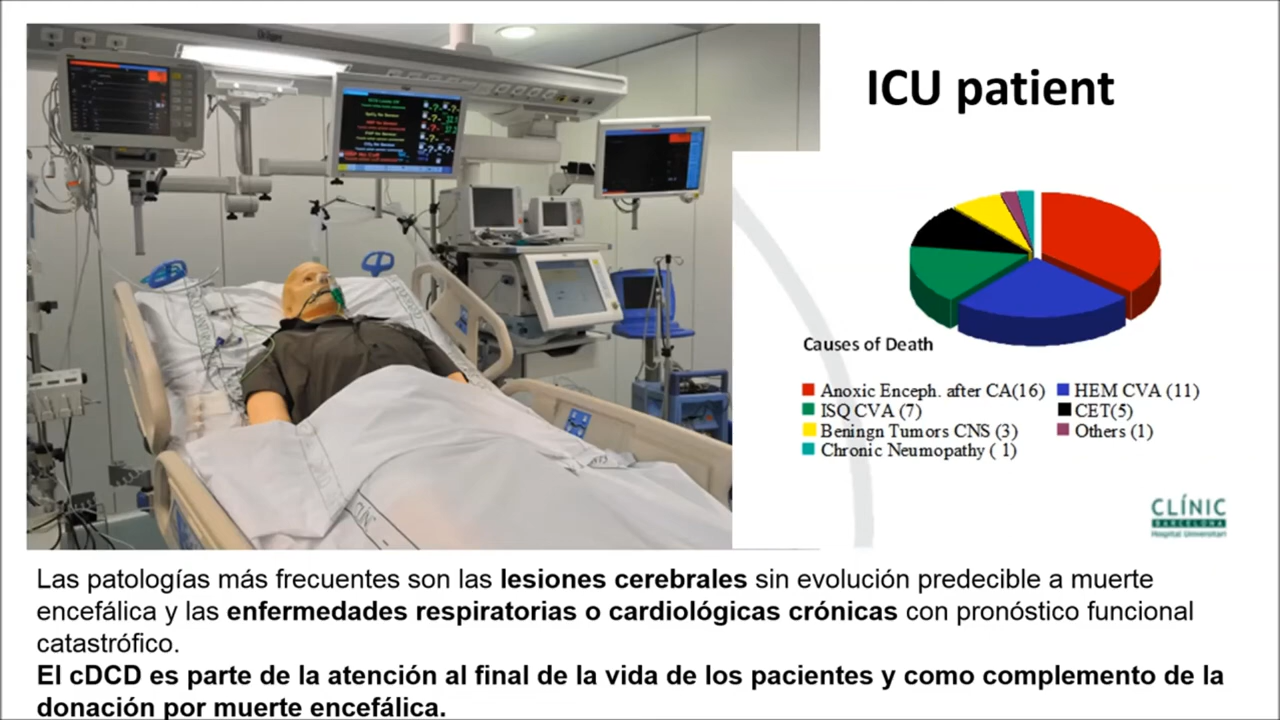 ICU patient
Causes of Death
Anoxic Enceph. after CA(16)
HEM CVA (11)
ISQ CVA (7)
CET(5)
Beningn Tumors CNS (3)
Others (1)
Chronic Neumopathy ( 1)
CLÍNIC
BARCELONA
Hospital Universitari
Las patologías más frecuentes son las lesiones cerebrales sin evolución predecible a muerte
encefálica y las enfermedades respiratorias o cardiológicas crónicas con pronóstico funcional
catastrófico.
El cDCD es parte de la atención al final de la vida de los pacientes y como complemento de la
donación por muerte encefálica.